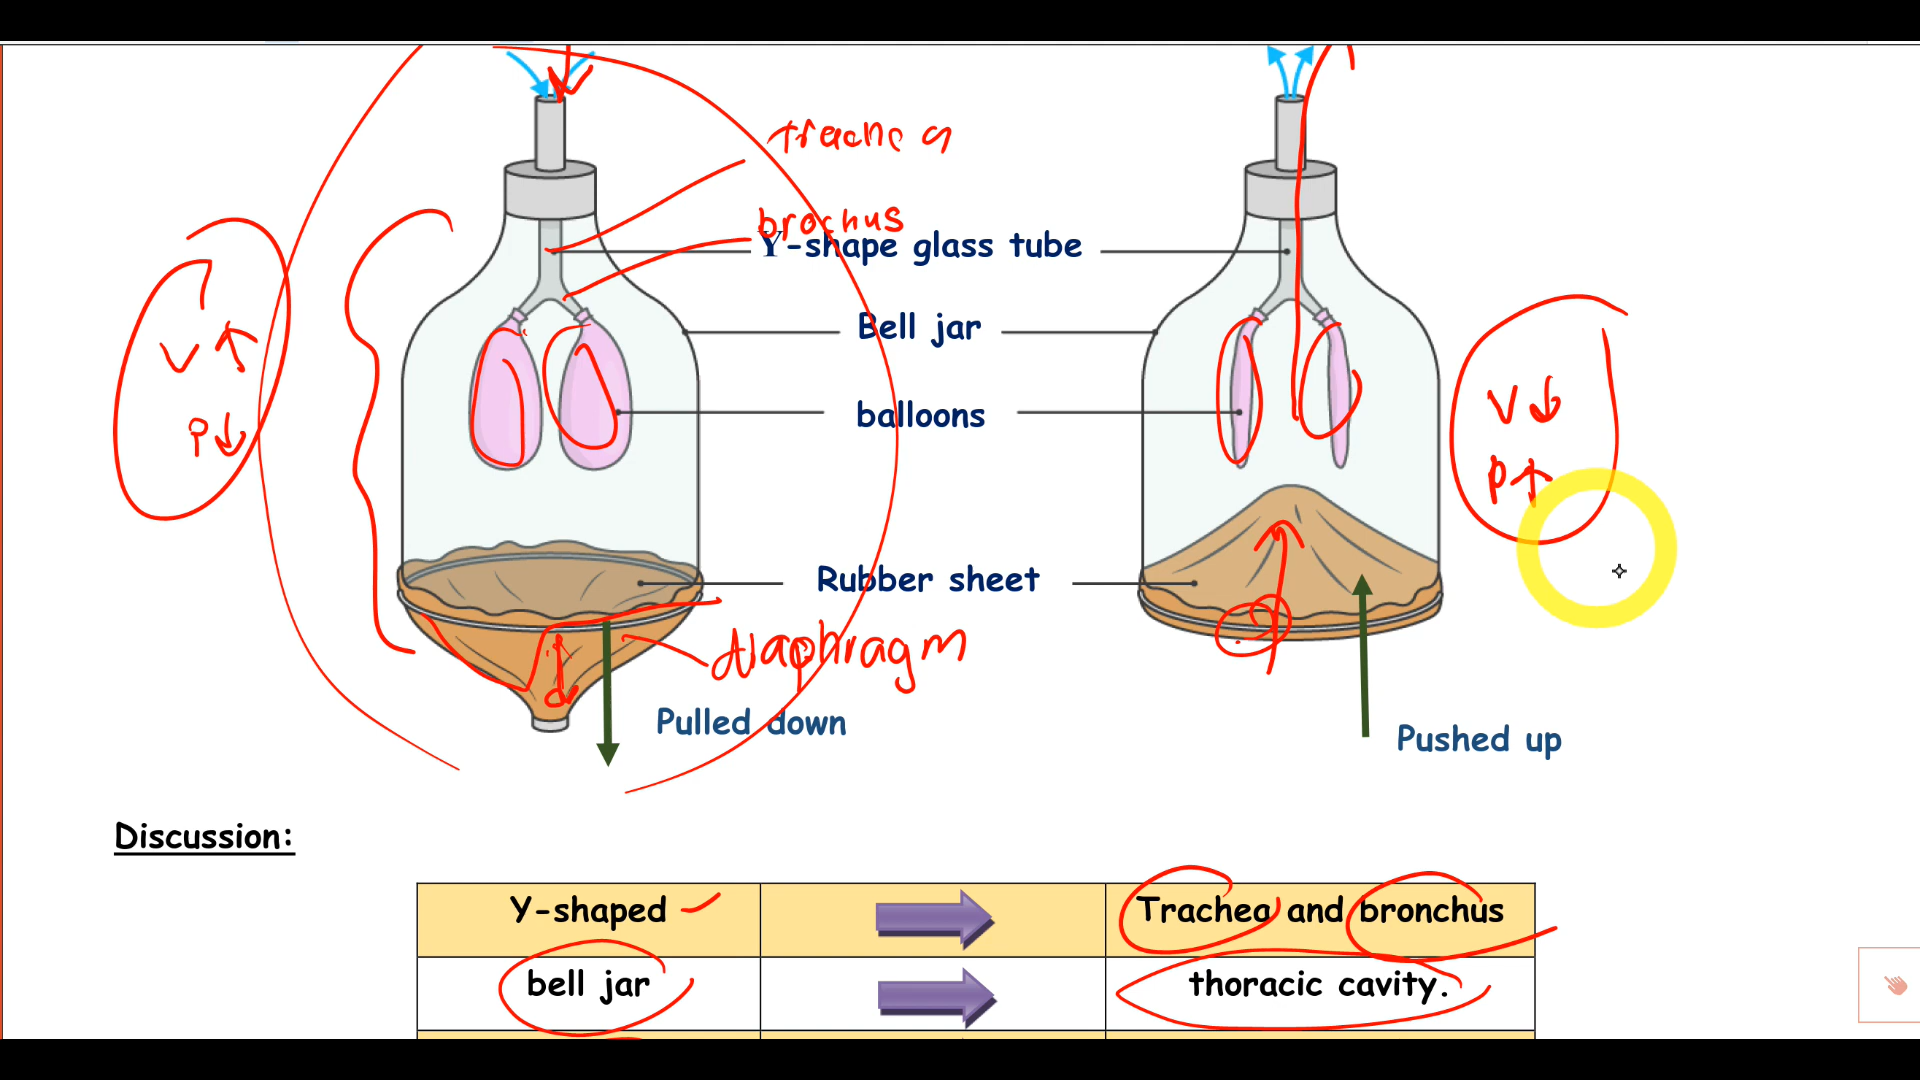 trachea
brochus
Y-shape glass tube
V↑
Bell jar
V↓
P↓
balloons
P↑
Rubber sheet
diaphragm
Pulled down
Pushed up
Discussion:
Y-shaped
Trachea and bronchus
bell jar
thoracic cavity.